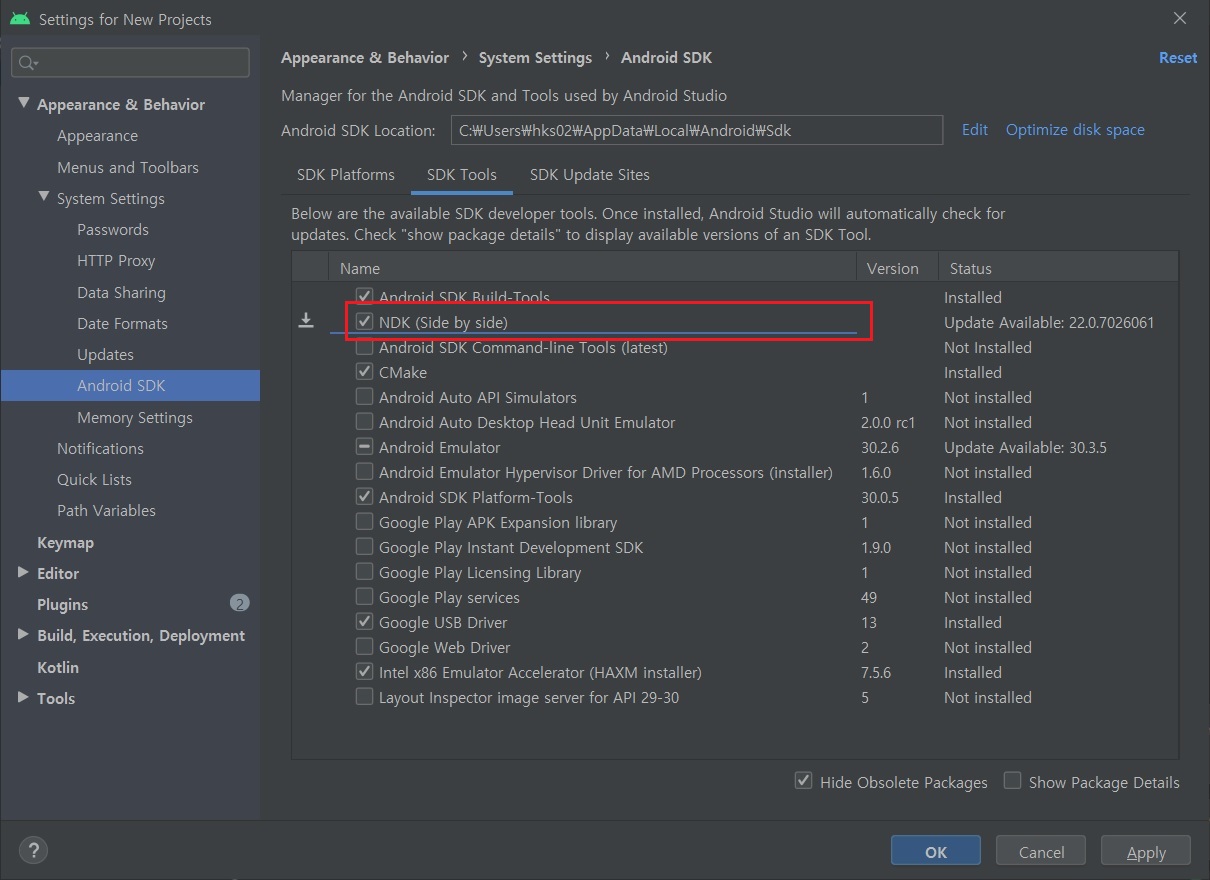 Settings for New Projects
Appearance & Behavior
Appearance
Menus and Toolbars
System Settings
Passwords
HTTP Proxy
Data Sharing
Date Formats
Updates
Android SDK
Memory Settings
Notifications
Quick Lists
Path Variables
Keymap
Editor
Plugins 2
Build, Execution, Deployment
Kotlin
Tools
Appearance & Behavior › System Settings › Android SDK Reset
Manager for the Android SDK and Tools used by Android Studio
Android SDK Location: C:₩Users₩hks02₩AppData₩Local₩Android₩Sdk Edit Optimize disk space
SDK Platforms SDK Tools SDK Update Sites
Below are the available SDK developer tools. Once installed, Android Studio will automatically check for
updates. Check "show package details" to display available versions of an SDK Tool.
Name Version Status
Android SDK Build-Tools Installed
NDK (Side by side) Update Available: 22.0.7026061
Android SDK Command-line Tools (latest) Not Installed
CMake Installed
Android Auto API Simulators 1 Not installed
Android Auto Desktop Head Unit Emulator 2.0.0 rc1 Not installed
Android Emulator 30.2.6 Update Available: 30.3.5
Android Emulator Hypervisor Driver for AMD Processors (installer) 1.6.0 Not installed
Android SDK Platform-Tools 30.0.5 Installed
Google Play APK Expansion library 1 Not installed
Google Play Instant Development SDK 1.9.0 Not installed
Google Play Licensing Library 1 Not installed
Google Play services 49 Not installed
Google USB Driver 13 Installed
Google Web Driver 2 Not installed
Intel x86 Emulator Accelerator (HAXM installer) 7.5.6 Installed
Layout Inspector image server for API 29-30 5 Not installed
Hide Obsolete Packages Show Package Details
? OK Cancel Apply